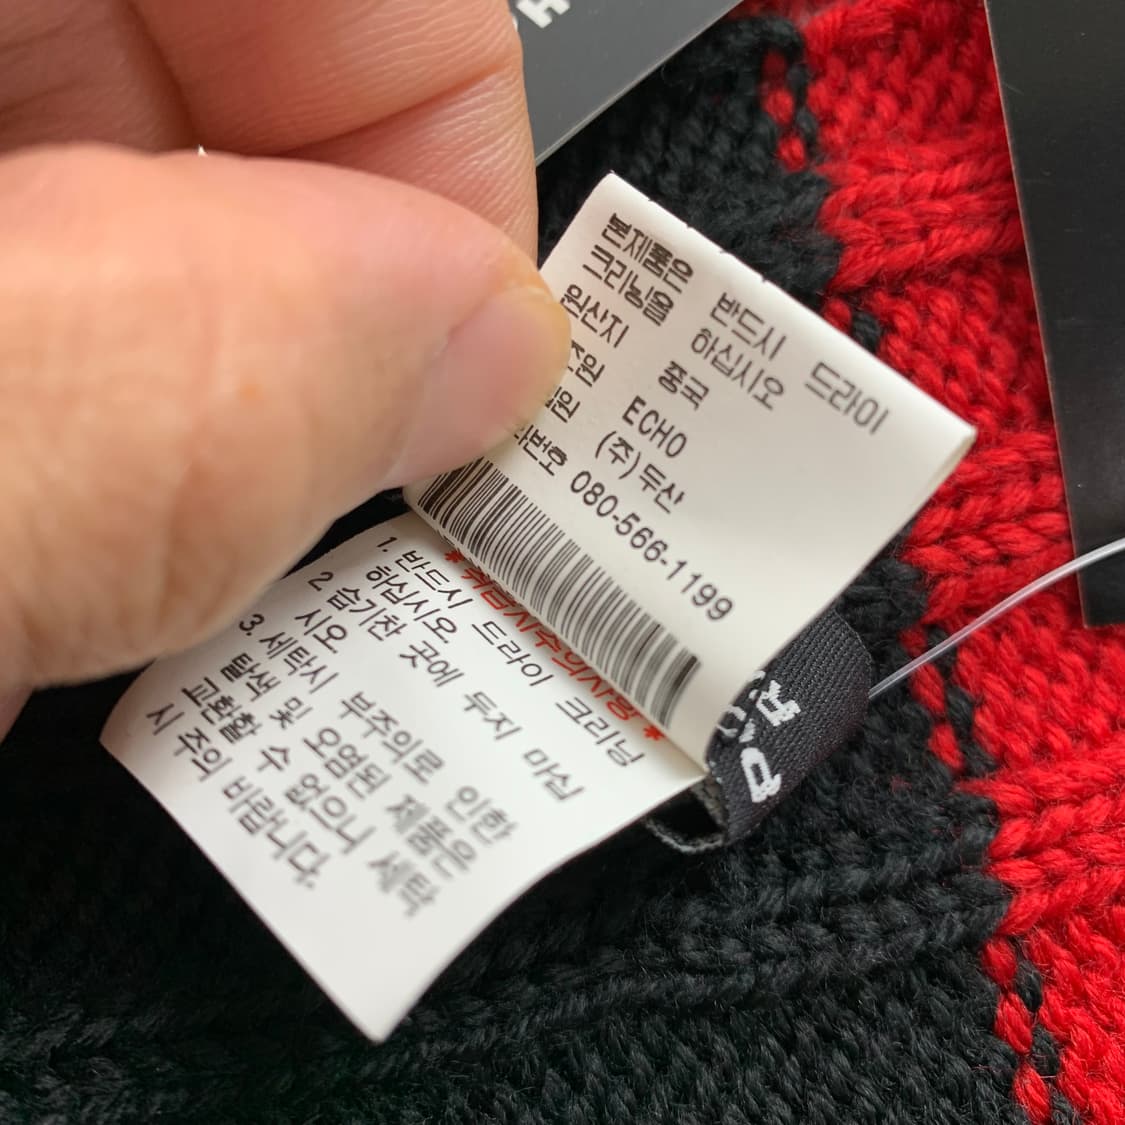 본제품은 반드시 드라이
크리닝을 하십시오
원산지 중국
원 ECHO
원 (주)두산
번호 080-566-1199
*취급시주의사항*
1. 반드시 드라이 크리닝
하십시오
2 습기찬 곳에 두지 마십
시오
3. 세탁시 부주의로 인한
탈색 및 오염된 제품은
교환할 수 없으니 세탁
시 주의 바랍니다.